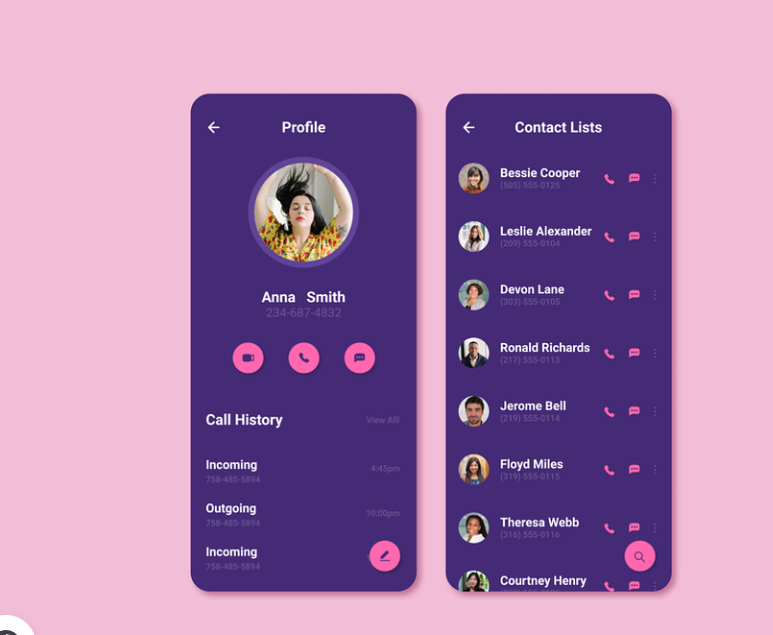 Profile
Anna Smith
234-687-4832
Call History
View All!
Incoming
758-485-5894
4:45pm
Outgoing
758-485-5894
10:00pm
Incoming
758-485-5894
Contact Lists
Bessie Cooper
(505) 555-0125
Leslie Alexander
(209) 555-0104
Devon Lane
(303) 555-0105
Ronald Richards
(217) 555-0113
Jerome Bell
(219) 555-0114
Floyd Miles
(319) 555-0115
Theresa Webb
(316) 555-0116
Courtney Henry